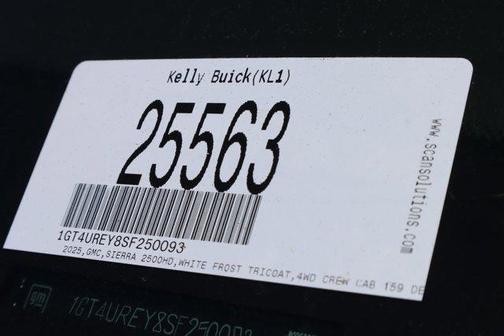 Kelly Buick(KL1)
25563
1GT4UREY8SF250093
2025,GMC,SIERRA 2500HD,WHITE FROST TRICOAT,4WD CREW CAB 159 DE
www.scansolutions.com
gm
1GT4UREY8SF250093